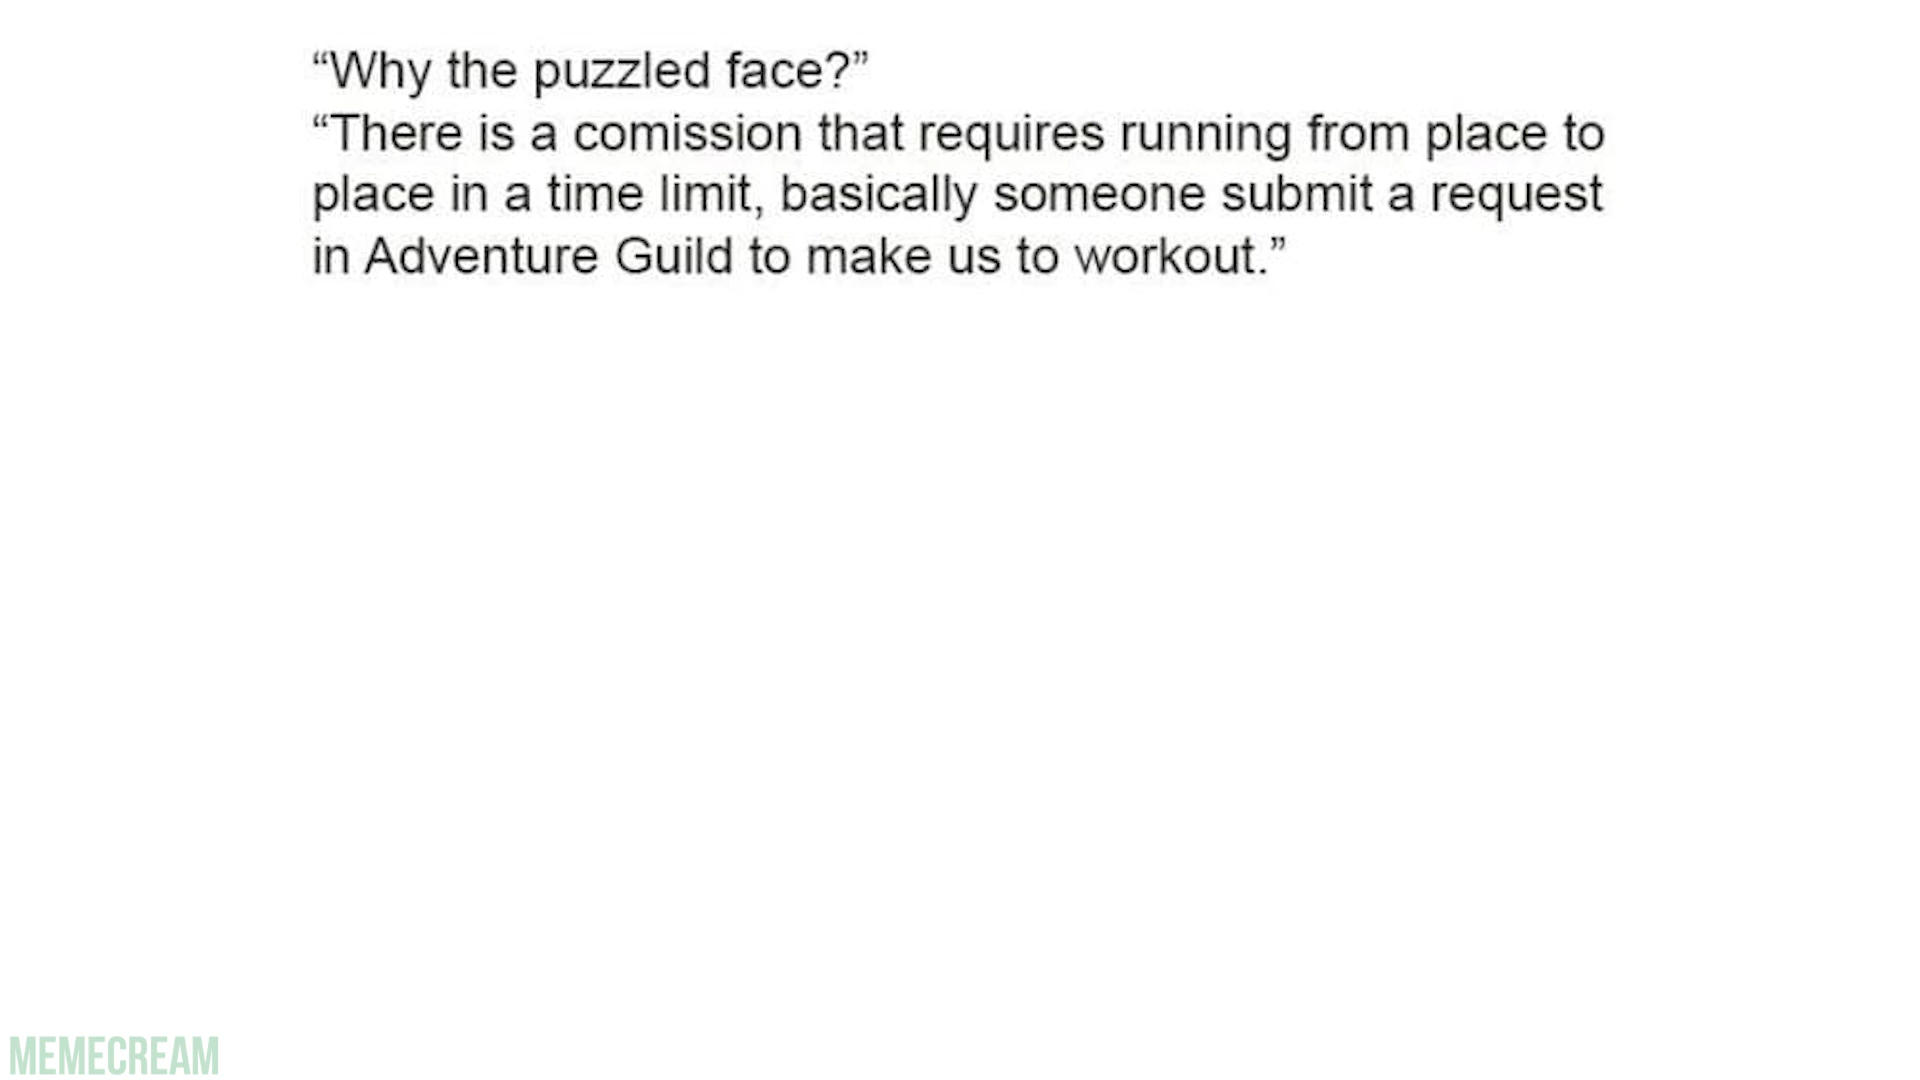 “Why the puzzled face?”
“There is a comission that requires running from place to
place in a time limit, basically someone submit a request
in Adventure Guild to make us to workout.”
MEMECREAM